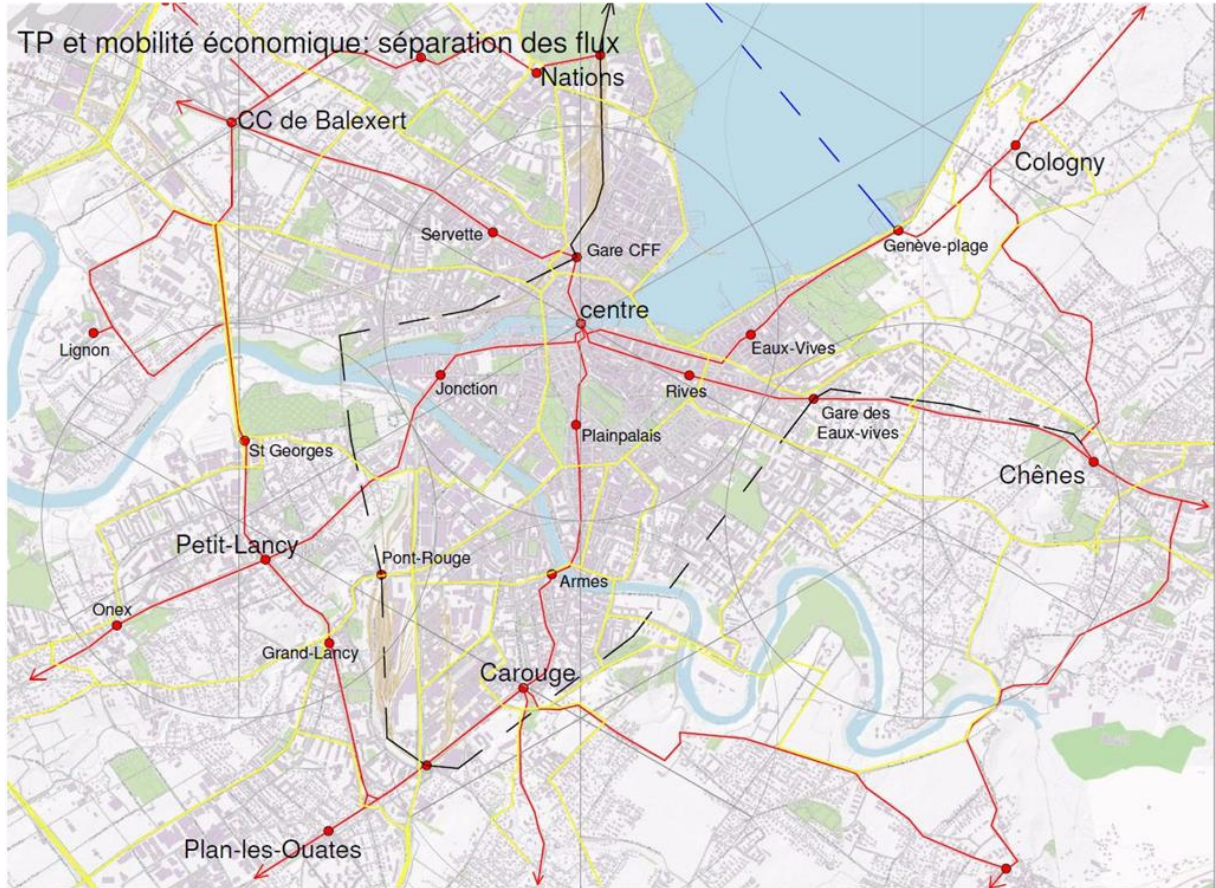 TP et mobilité économique: séparation des flux
Nations
CC de Balexert
Cologny
Servette
Gare CFF
Genève-plage
centre
Eaux-Vives
Lignon
Jonction
Rives
Gare des
Eaux-vives
Plainpalais
St Georges
Chênes
Petit-Lancy
Pont-Rouge
Armes
Onex
Grand-Lancy
Carouge
Plan-les-Ouates